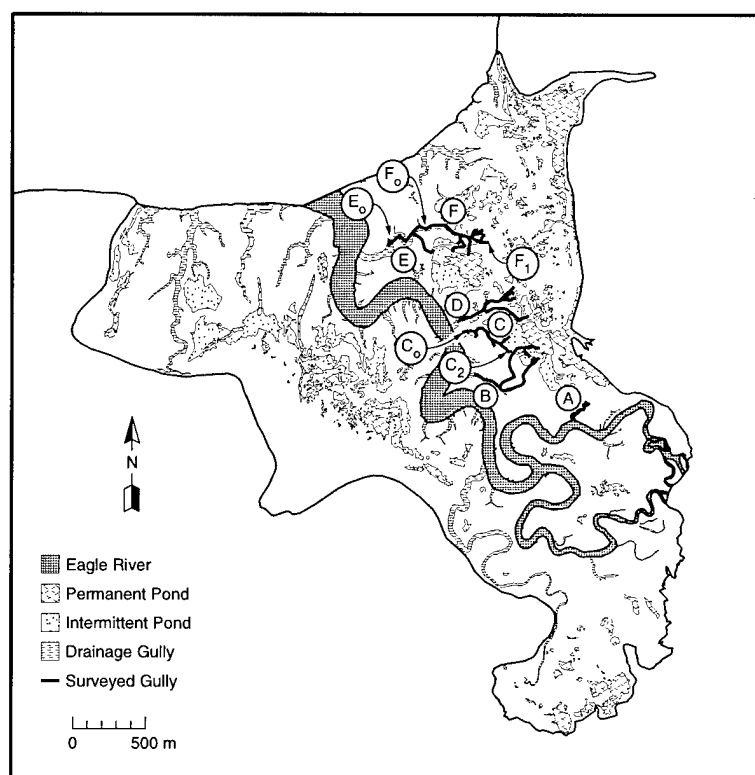 Fo
Eo
F
E
F1
D
C
Co
C2
B
A
N
Eagle River
Permanent Pond
Intermittent Pond
Drainage Gully
Surveyed Gully
0 500 m